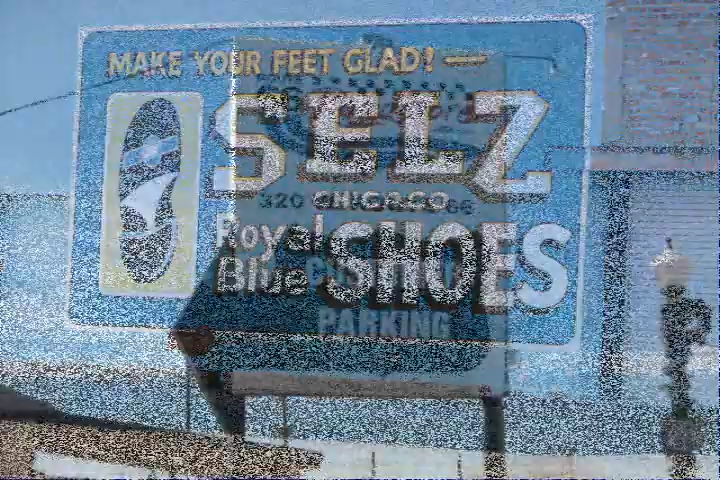 MAKE YOUR FEET GLAD!
SELZ
CHICAGO
Royal
Blue
SHOES
320
PARKING